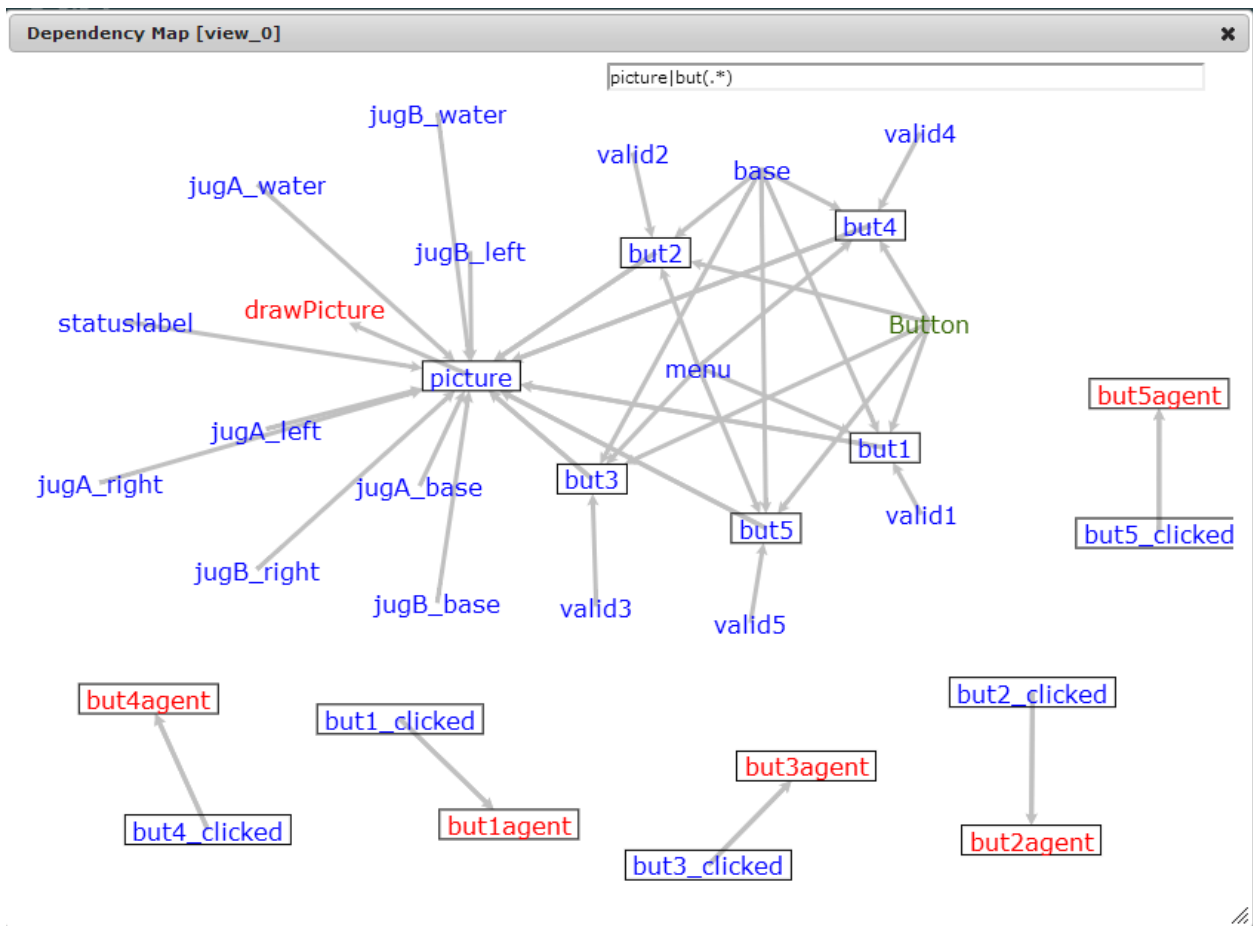 Dependency Map [view_0]
picture|but(.*)
jugB_water
valid4
valid2
base
jugA_water
but4
jugB_left
but2
drawPicture
statuslabel
Button
menu
picture
but5agent
jugA_left
but1
but3
jugA_right
jugA_base
valid1
but5
but5_clicked
jugB_right
jugB_base
valid3
valid5
but4agent
but2_clicked
but1_clicked
but3agent
but1agent
but4_clicked
but2agent
but3_clicked